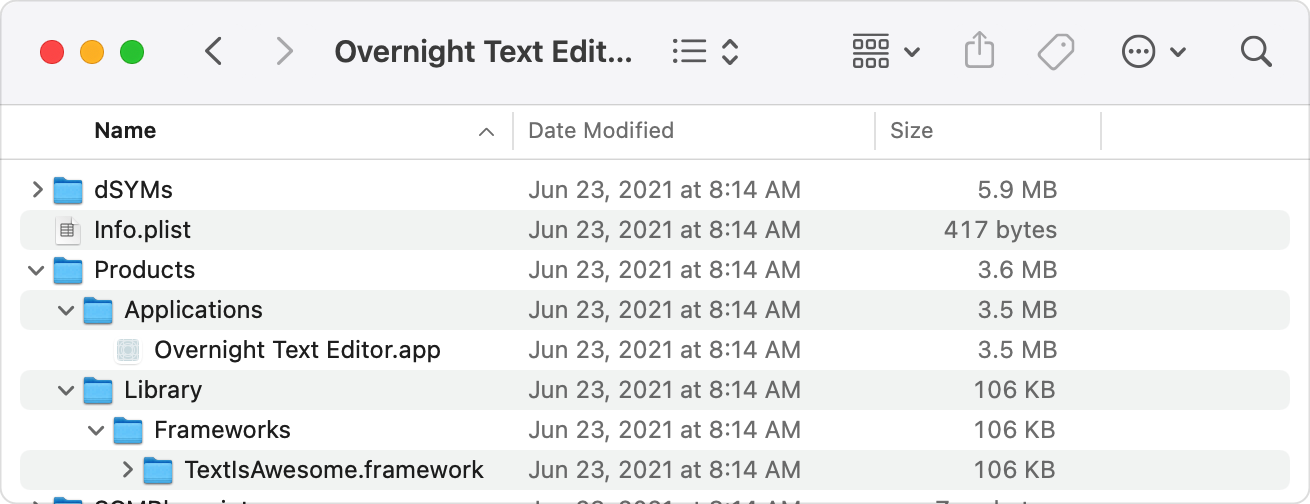 Overnight Text Edit...
Name Date Modified Size
dSYMs Jun 23, 2021 at 8:14 AM 5.9 MB
Info.plist Jun 23, 2021 at 8:14 AM 417 bytes
Products Jun 23, 2021 at 8:14 AM 3.6 MB
Applications Jun 23, 2021 at 8:14 AM 3.5 MB
Overnight Text Editor.app Jun 23, 2021 at 8:14 AM 3.5 MB
Library Jun 23, 2021 at 8:14 AM 106 KB
Frameworks Jun 23, 2021 at 8:14 AM 106 KB
TextIsAwesome.framework Jun 23, 2021 at 8:14 AM 106 KB